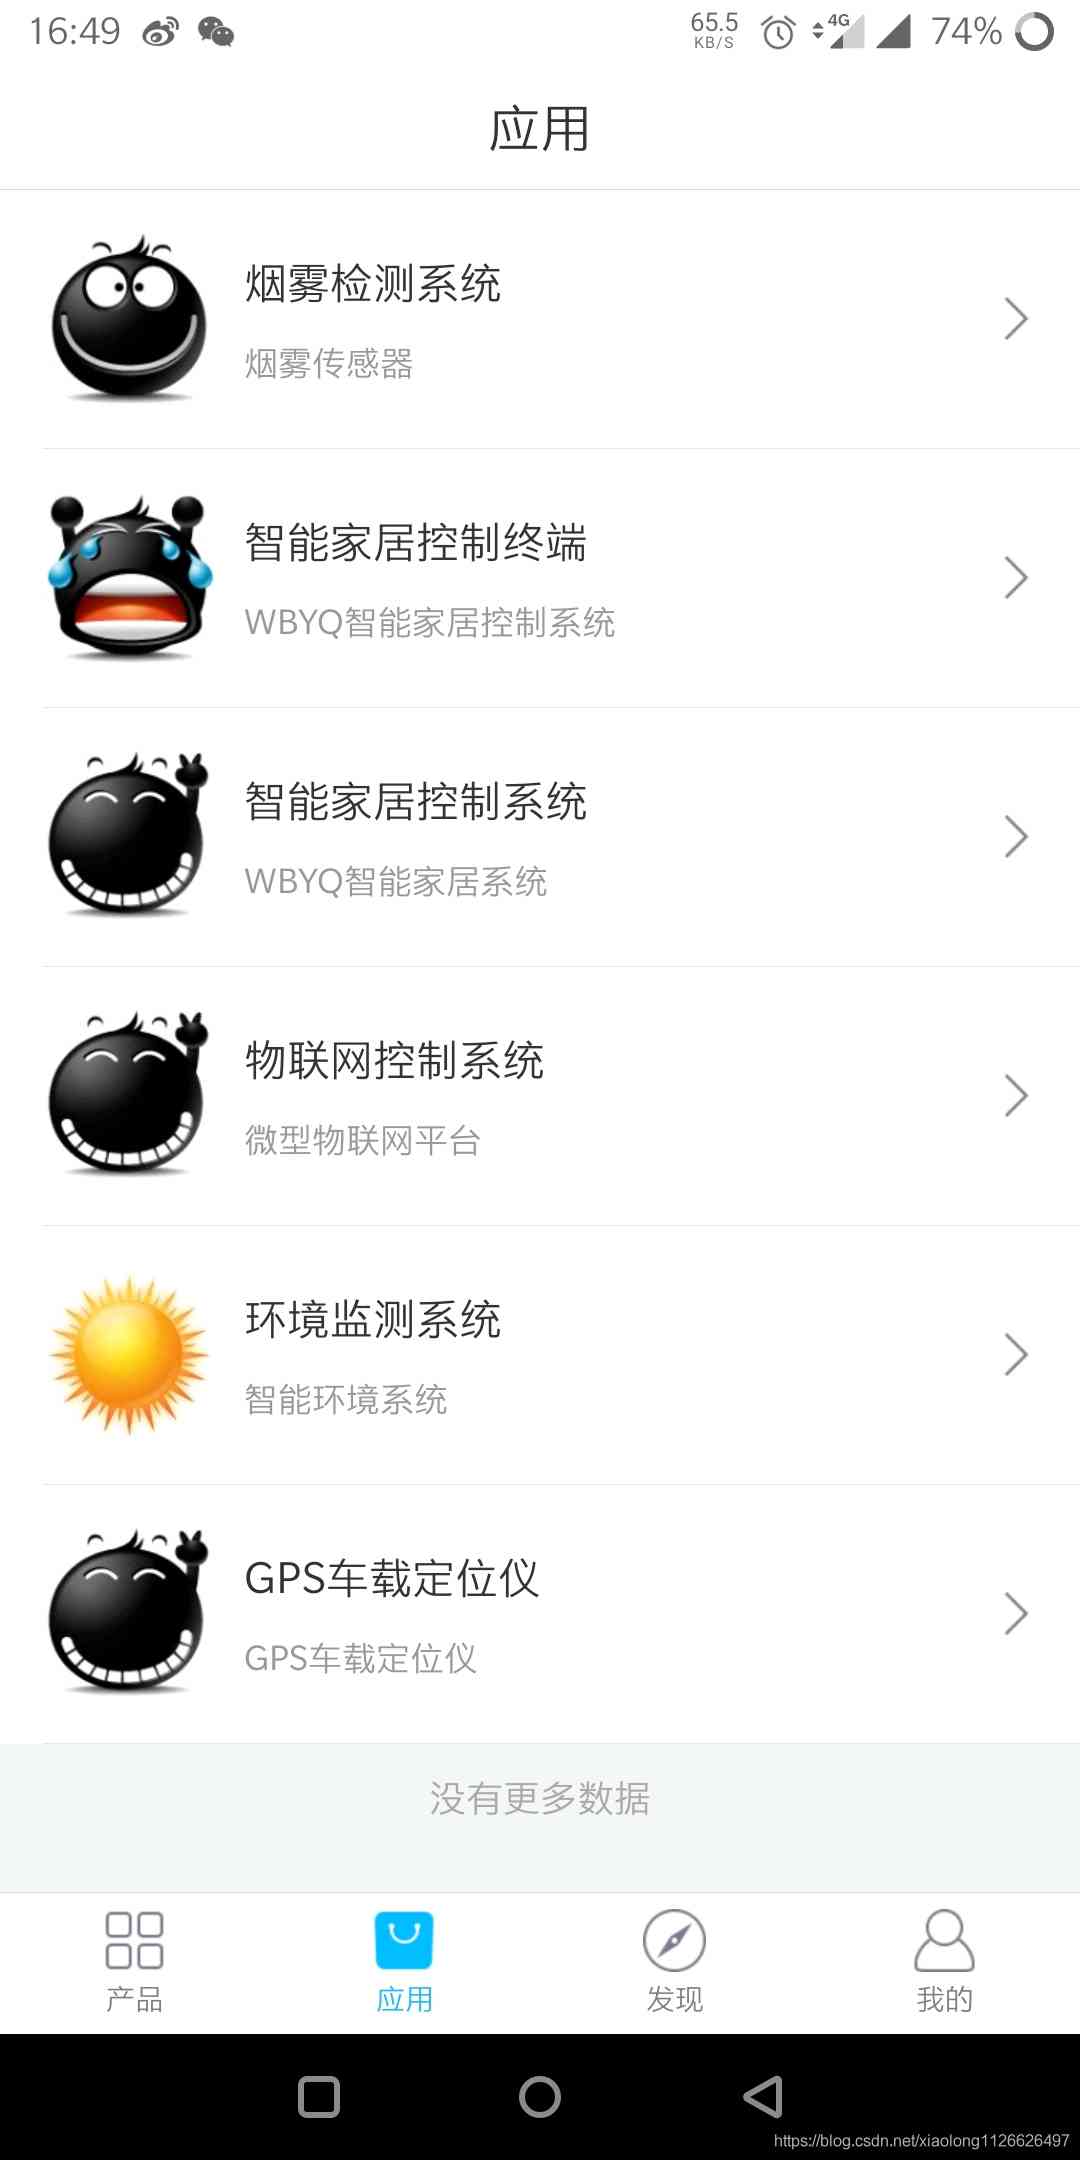 16:49 65.5 KB/S 4G 74%
应用
烟雾检测系统
烟雾传感器
智能家居控制终端
WBYQ智能家居控制系统
智能家居控制系统
WBYQ智能家居系统
物联网控制系统
微型物联网平台
环境监测系统
智能环境系统
GPS车载定位仪
GPS车载定位仪
没有更多数据
产品 应用 发现 我的
https://blog.csdn.net/xiaolong1126626497